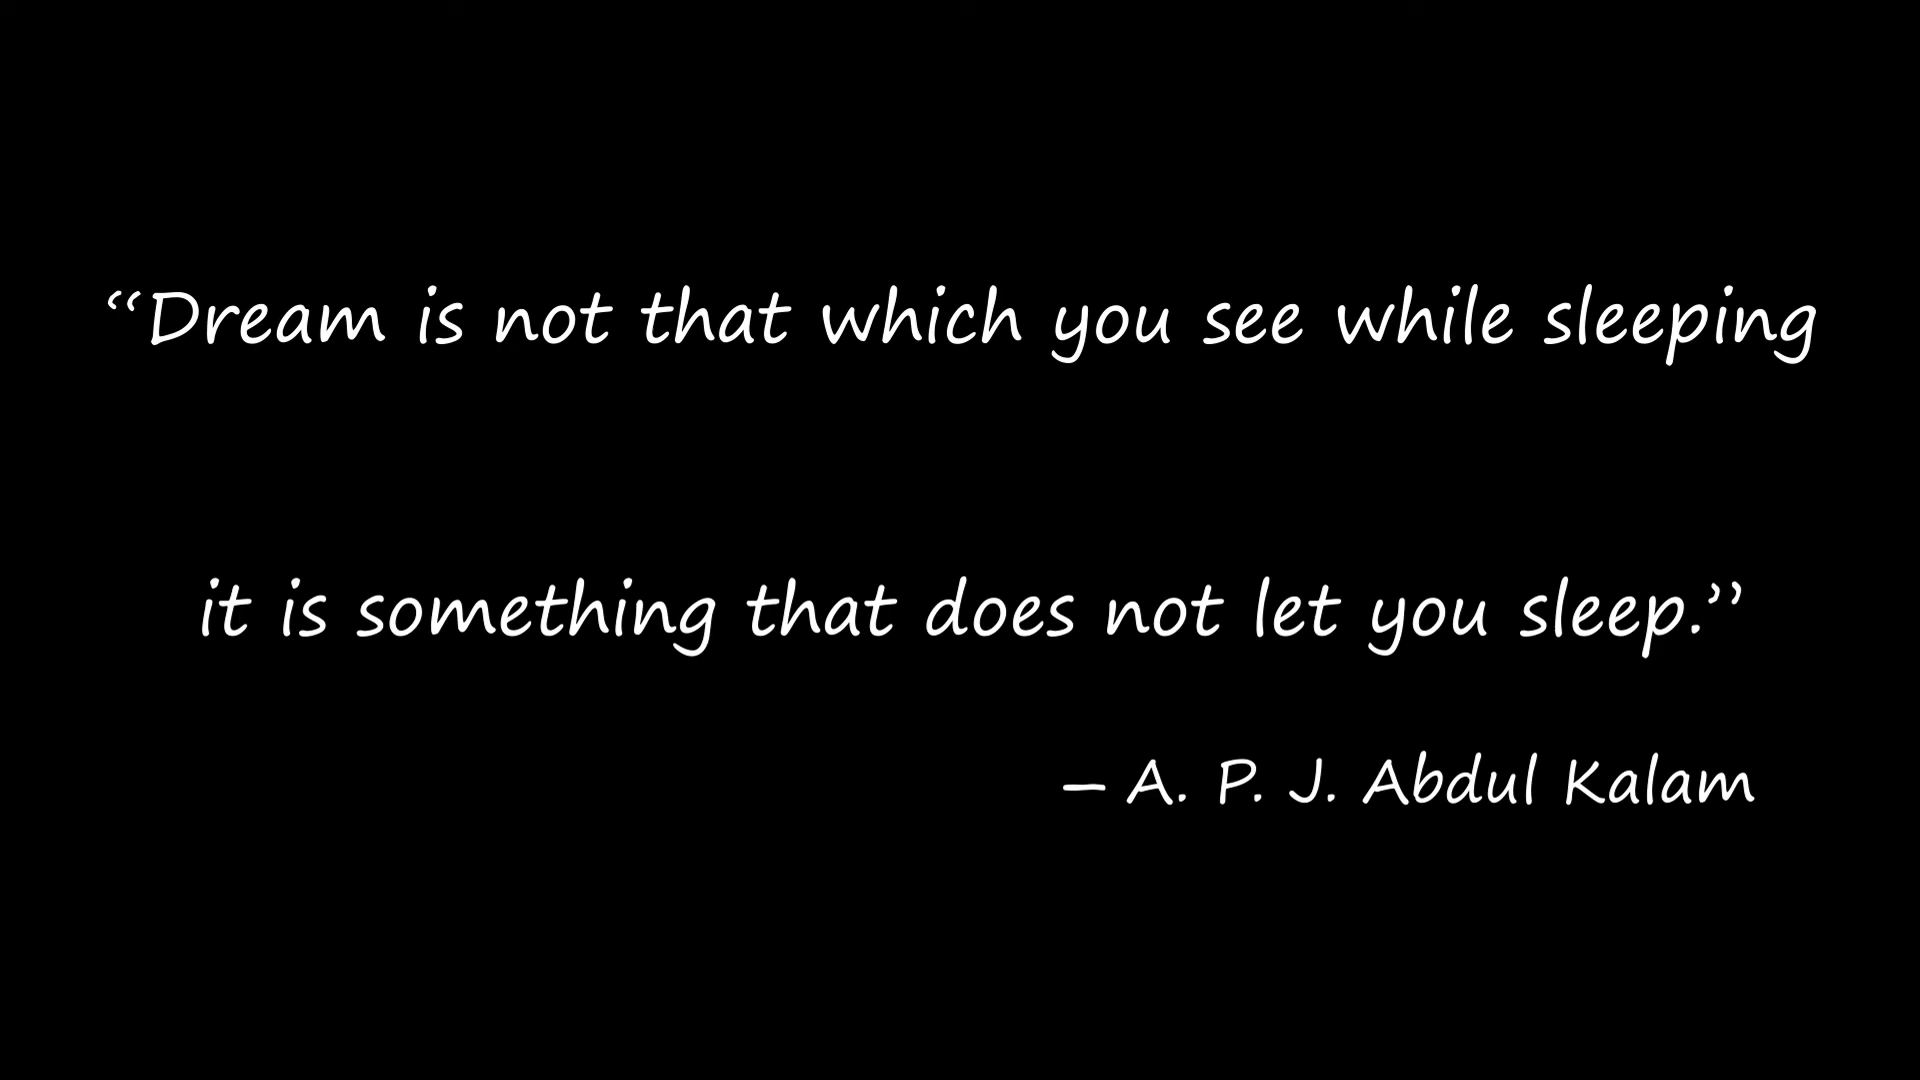 “Dream is not that which you see while sleeping
it is something that does not let you sleep.”
– A. P. J. Abdul Kalam